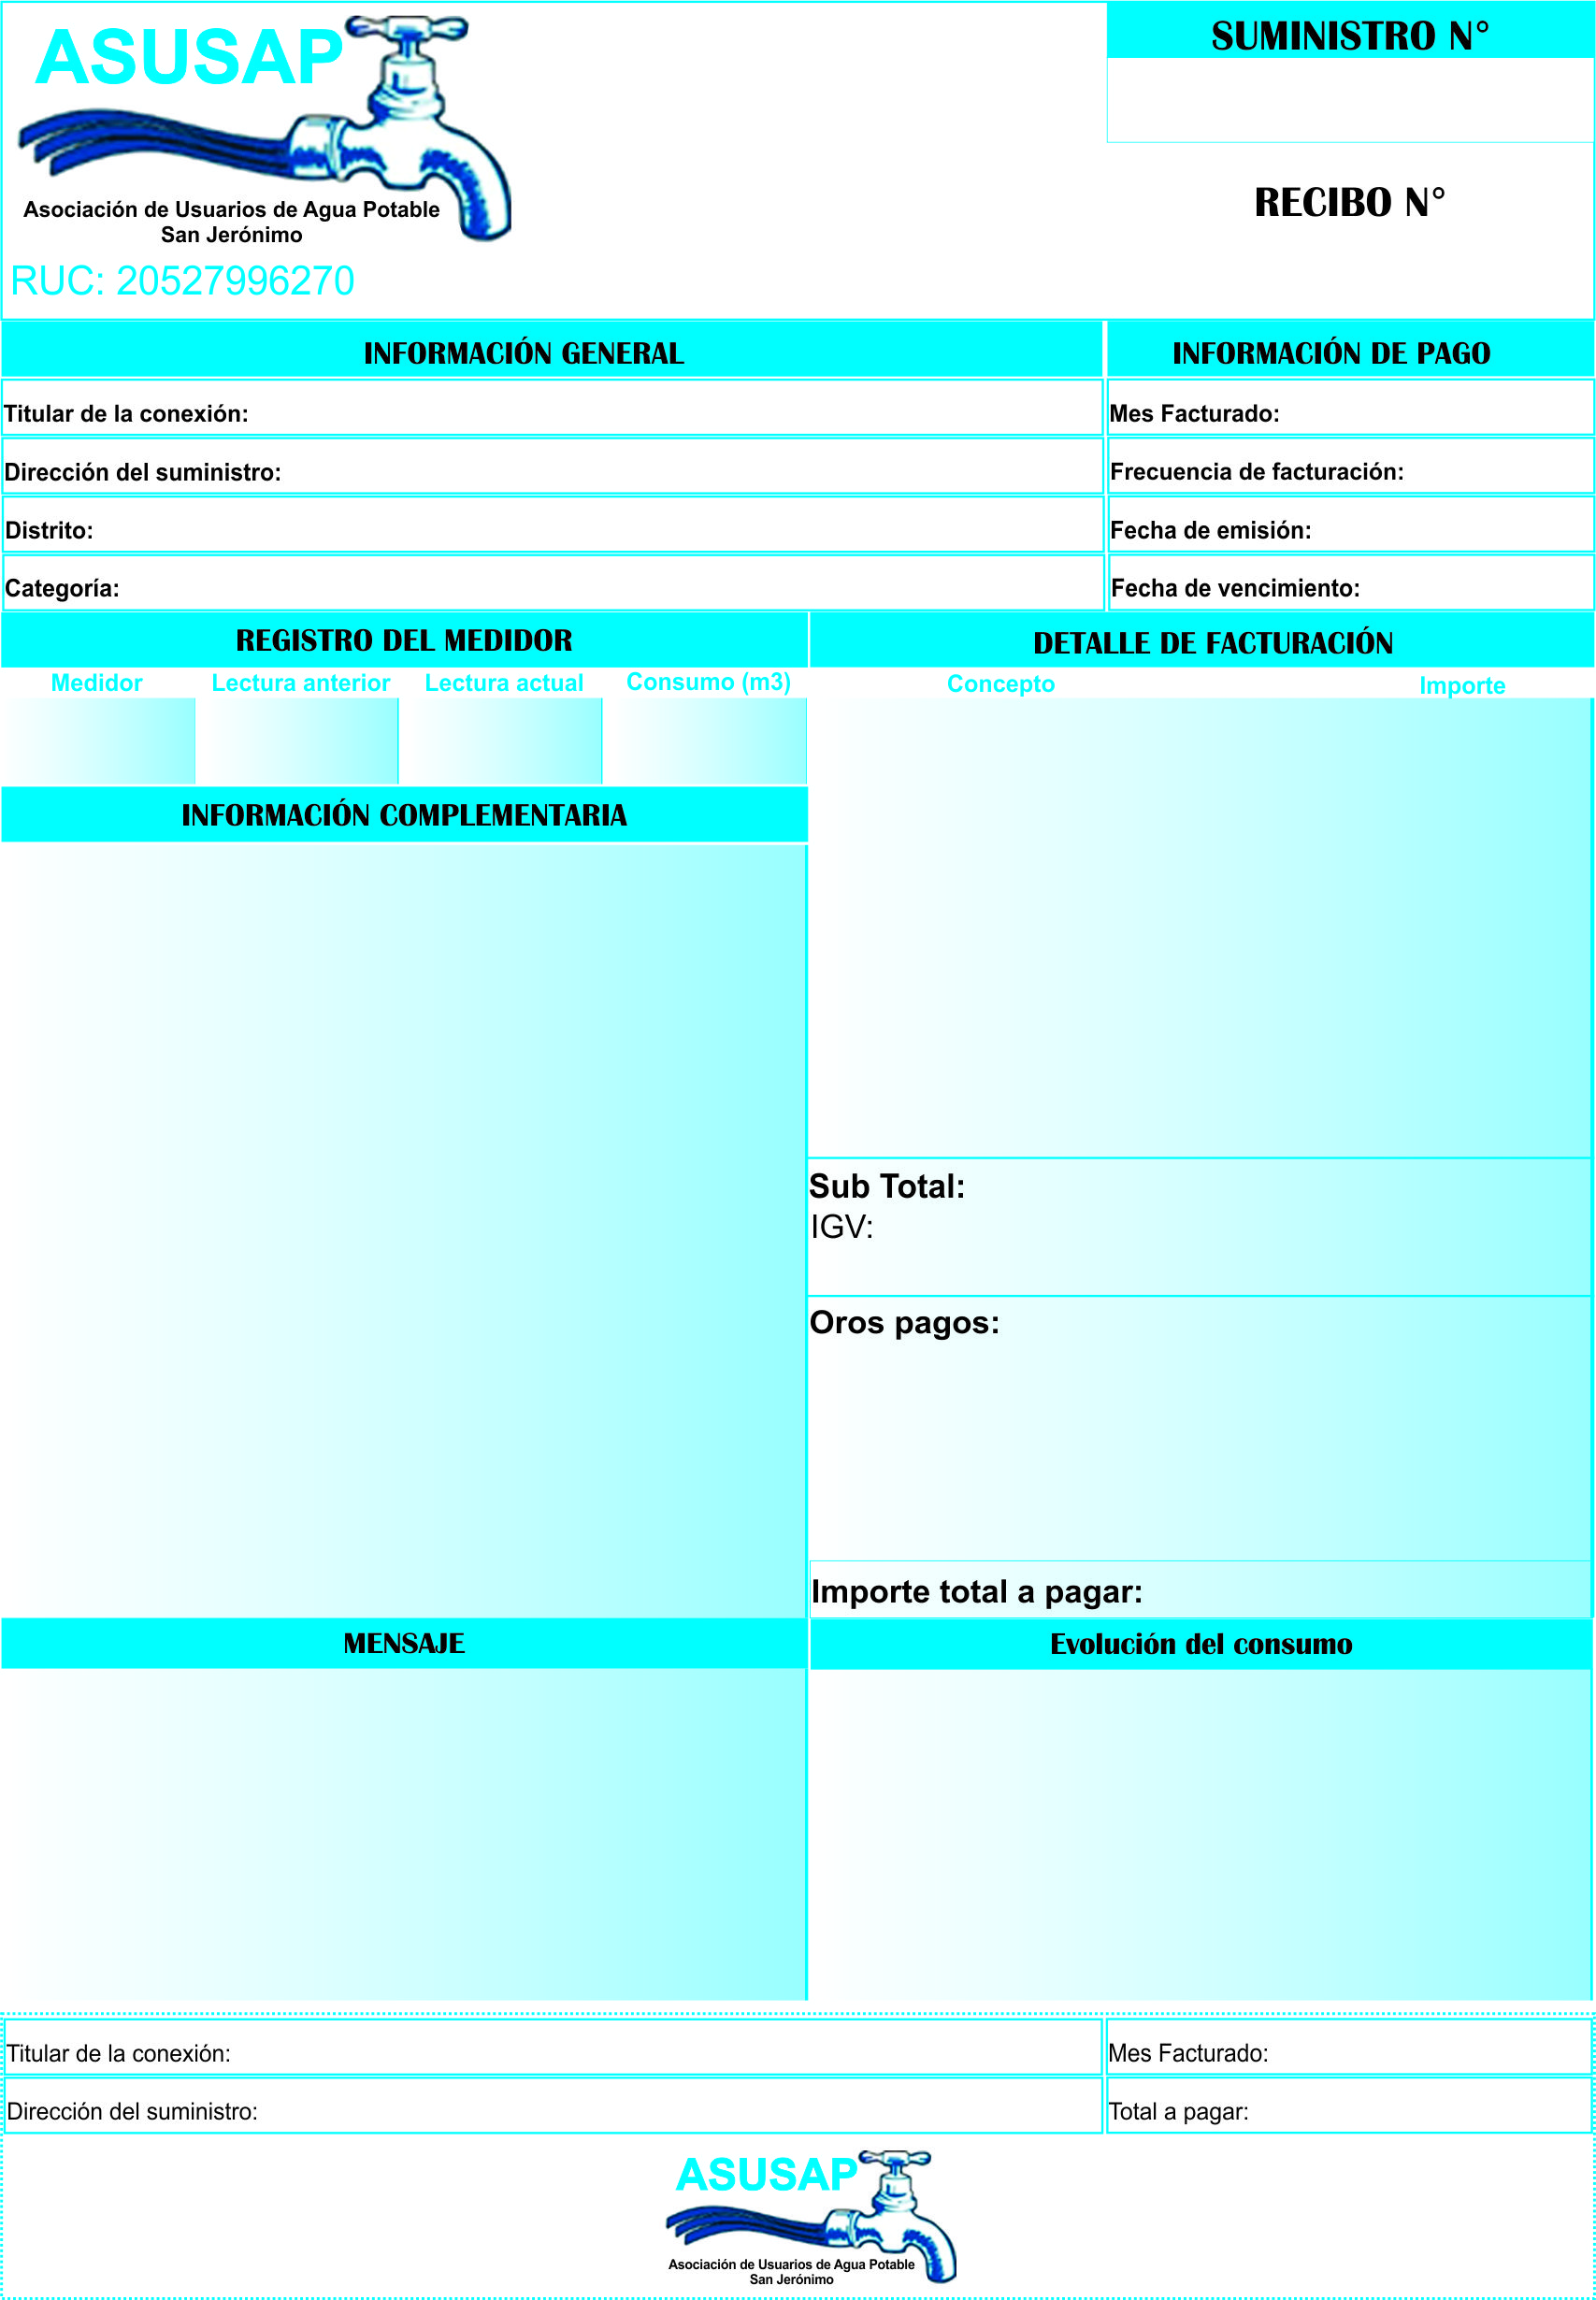 ASUSAP
Asociación de Usuarios de Agua Potable
San Jerónimo
RUC: 20527996270
SUMINISTRO N°
RECIBO N°
INFORMACIÓN GENERAL
INFORMACIÓN DE PAGO
Titular de la conexión:
Mes Facturado:
Dirección del suministro:
Frecuencia de facturación:
Distrito:
Fecha de emisión:
Categoría:
Fecha de vencimiento:
REGISTRO DEL MEDIDOR
Medidor Lectura anterior Lectura actual Consumo (m3)
INFORMACIÓN COMPLEMENTARIA
DETALLE DE FACTURACIÓN
Concepto Importe
Sub Total:
IGV:
Oros pagos:
Importe total a pagar:
MENSAJE
Evolución del consumo
Titular de la conexión:
Mes Facturado:
Dirección del suministro:
Total a pagar:
ASUSAP
Asociación de Usuarios de Agua Potable
San Jerónimo